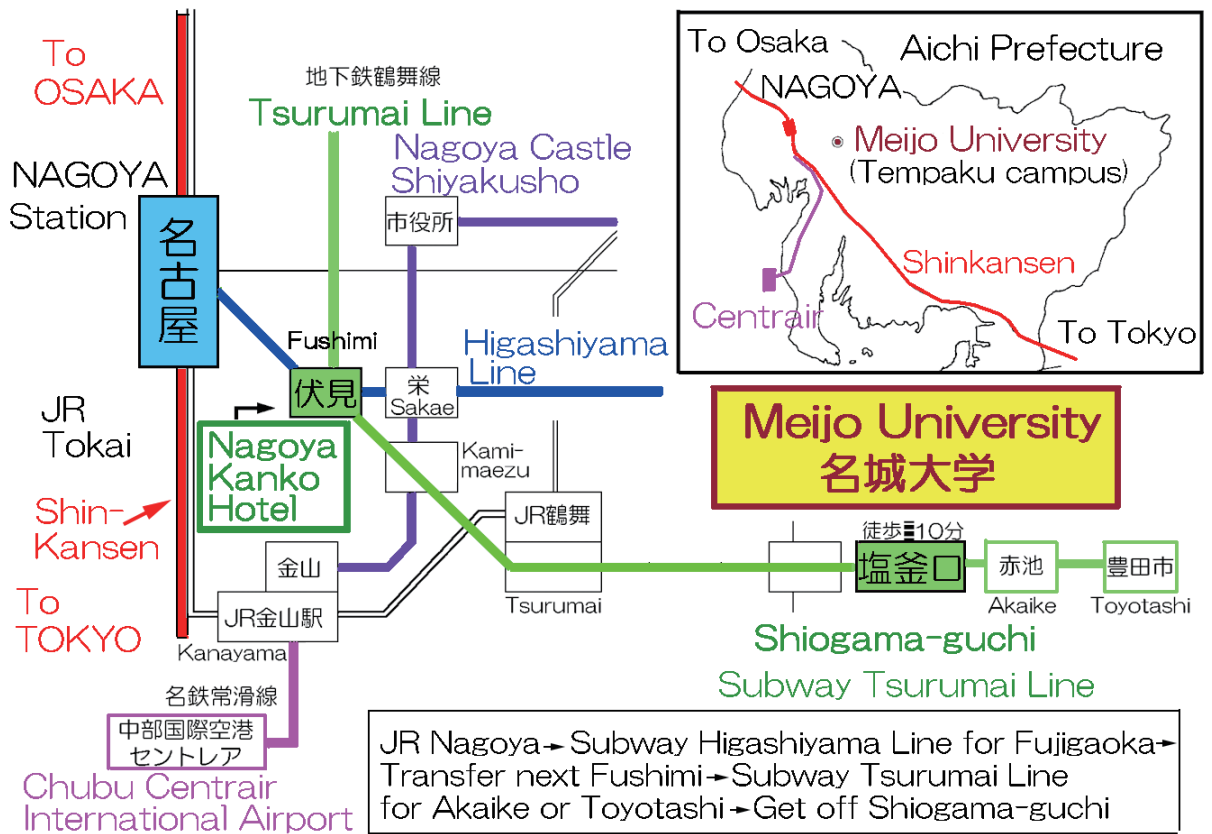 To
OSAKA
地下鉄鶴舞線
Tsurumai Line
NAGOYA
Station
名古屋
Nagoya Castle
Shiyakusho
市役所
Fushimi
伏見
栄
Sakae
Higashiyama
Line
JR
Tokai
Nagoya
Kanko
Hotel
Kami-
maezu
Shin-
Kansen
JR鶴舞
Tsurumai
金山
JR金山駅
Kanayama
To
TOKYO
名鉄常滑線
中部国際空港
セントレア
Chubu Centrair
International Airport
To Osaka
Aichi Prefecture
NAGOYA
Meijo University
(Tempaku campus)
Shinkansen
Centrair
To Tokyo
Meijo University
名城大学
徒歩 10分
塩釜口
赤池
Akaike
豊田市
Toyotashi
Shiogama-guchi
Subway Tsurumai Line
JR Nagoya→Subway Higashiyama Line for Fujigaoka→
Transfer next Fushimi→Subway Tsurumai Line
for Akaike or Toyotashi→Get off Shiogama-guchi